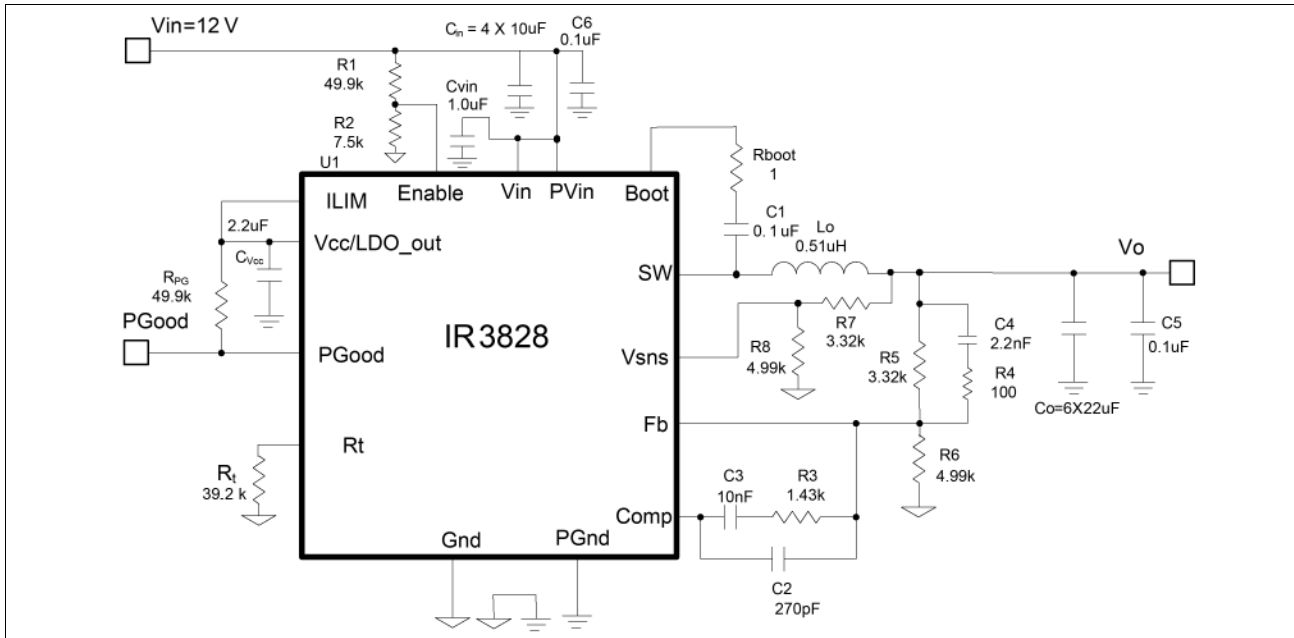 Vin=12 V
Cin = 4 X 10uF
C6
0.1uF
R1
49.9k
Cvin
1.0uF
R2
7.5k
U1
Rboot
1
ILIM
Enable
Vin
PVin
Boot
2.2uF
Vcc/LDO_out
CVcc
C1
0.1uF
Lo
0.51uH
Vo
SW
RPG
49.9k
PGood
IR3828
PGood
Vsns
R7
3.32k
R8
4.99k
R5
3.32k
C4
2.2nF
R4
100
C5
0.1uF
Co=6X22uF
Fb
Rt
Rt
39.2 k
R6
4.99k
C3
10nF
R3
1.43k
Comp
Gnd
PGnd
C2
270pF